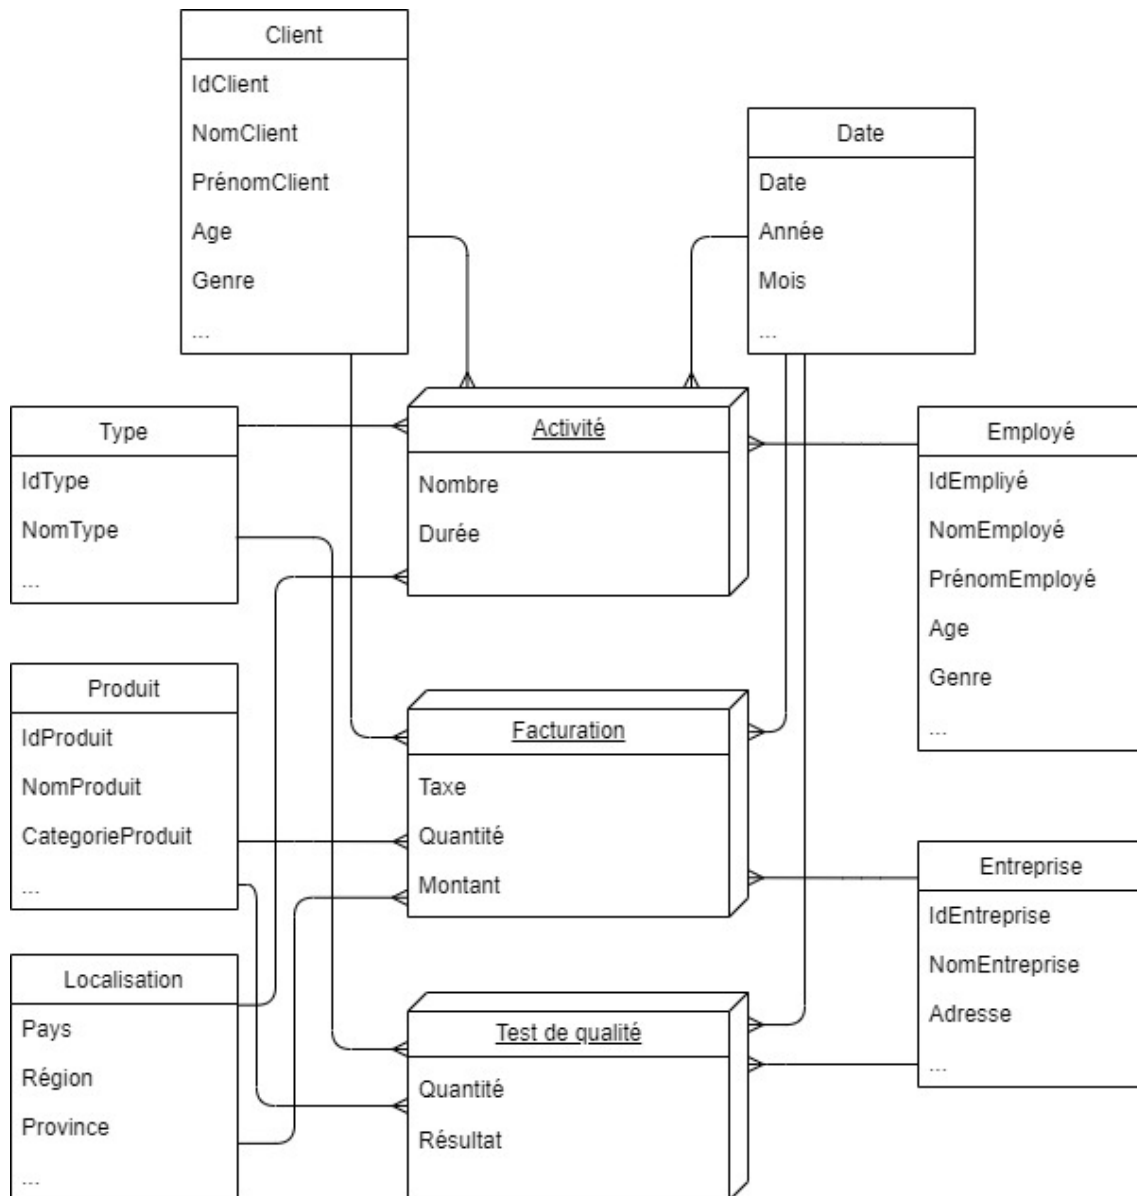 Client
IdClient
NomClient
PrénomClient
Age
Genre
...
Date
Date
Année
Mois
...
Type
IdType
NomType
...
Activité
Nombre
Durée
Employé
IdEmpliyé
NomEmployé
PrénomEmployé
Age
Genre
...
Produit
IdProduit
NomProduit
CategorieProduit
...
Facturation
Taxe
Quantité
Montant
Entreprise
IdEntreprise
NomEntreprise
Adresse
...
Localisation
Pays
Région
Province
...
Test de qualité
Quantité
Résultat